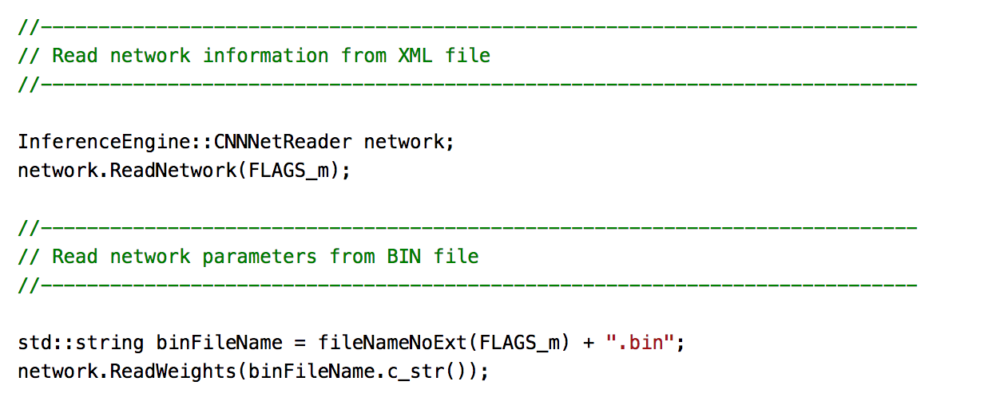 //----------------------------------------------------------------------------
// Read network information from XML file
//----------------------------------------------------------------------------
InferenceEngine::CNNNetReader network;
network.ReadNetwork(FLAGS_m);
//----------------------------------------------------------------------------
// Read network parameters from BIN file
//----------------------------------------------------------------------------
std::string binFileName = fileNameNoExt(FLAGS_m) + ".bin";
network.ReadWeights(binFileName.c_str());